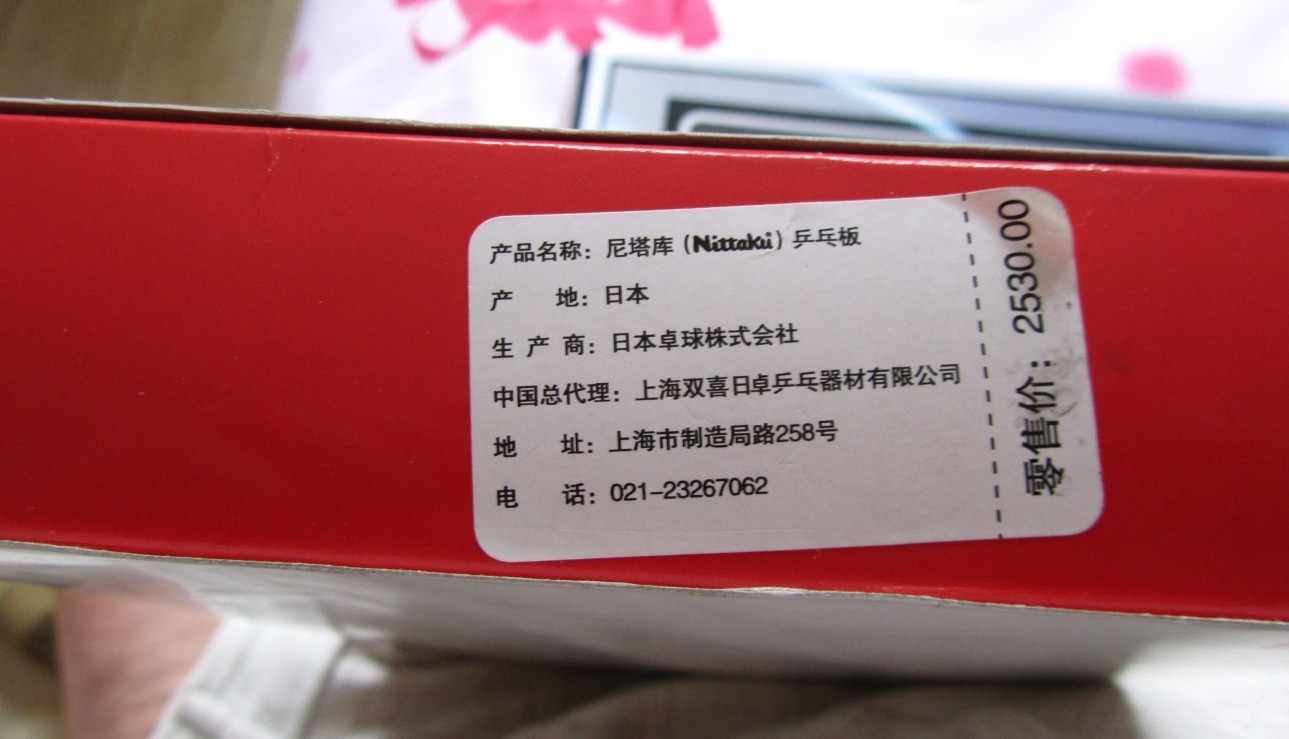 产品名称：尼塔库（Nittaku）乒乓板
产 地：日本
生 产 商：日本卓球株式会社
中国总代理：上海双喜日卓乒乓器材有限公司
地 址：上海市制造局路258号
电 话：021-23267062
零售价：2530.00